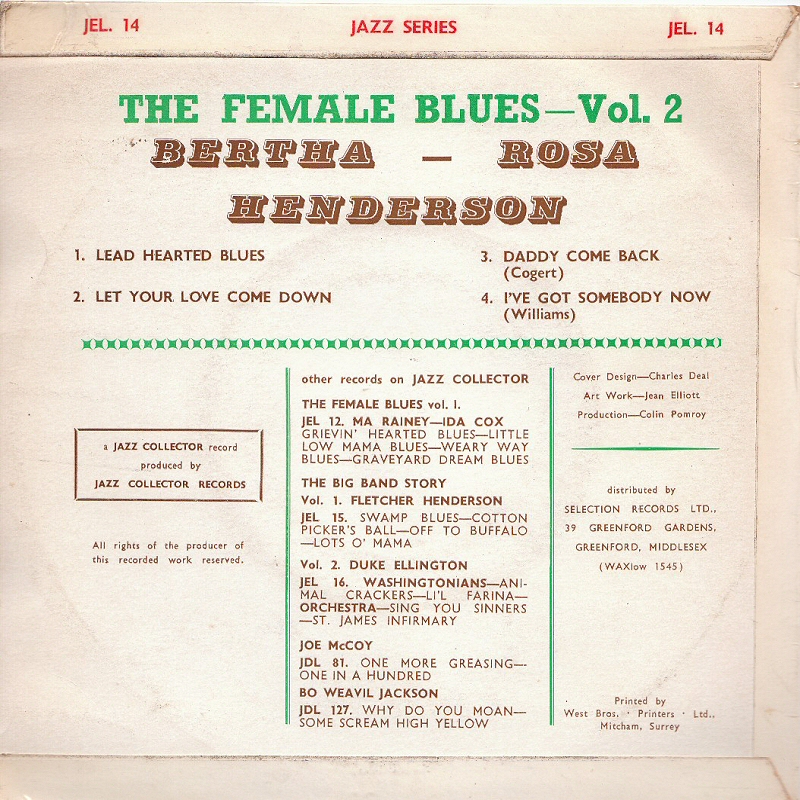 JEL. 14 JAZZ SERIES JEL. 14
THE FEMALE BLUES—Vol. 2
BERTHA – ROSA
HENDERSON
1. LEAD HEARTED BLUES
2. LET YOUR LOVE COME DOWN
3. DADDY COME BACK
(Cogert)
4. I'VE GOT SOMEBODY NOW
(Williams)
a JAZZ COLLECTOR record
produced by
JAZZ COLLECTOR RECORDS
All rights of the producer of
this recorded work reserved.
other records on JAZZ COLLECTOR
THE FEMALE BLUES vol. 1.
JEL 12. MA RAINEY—IDA COX
GRIEVIN' HEARTED BLUES—LITTLE
LOW MAMA BLUES—WEARY WAY
BLUES—GRAVEYARD DREAM BLUES
THE BIG BAND STORY
Vol. 1. FLETCHER HENDERSON
JEL 15. SWAMP BLUES—COTTON
PICKER'S BALL—OFF TO BUFFALO
—LOTS O' MAMA
Vol. 2. DUKE ELLINGTON
JEL 16. WASHINGTONIANS—ANI-
MAL CRACKERS—LI'L FARINA—
ORCHESTRA—SING YOU SINNERS
—ST. JAMES INFIRMARY
JOE McCOY
JDL 81. ONE MORE GREASING—
ONE IN A HUNDRED
BO WEAVIL JACKSON
JDL 127. WHY DO YOU MOAN—
SOME SCREAM HIGH YELLOW
Cover Design—Charles Deal
Art Work—Jean Elliott
Production—Colin Pomroy
distributed by
SELECTION RECORDS LTD.,
39 GREENFORD GARDENS,
GREENFORD, MIDDLESEX
(WAXlow 1545)
Printed by
West Bros. · Printers · Ltd.,
Mitcham, Surrey